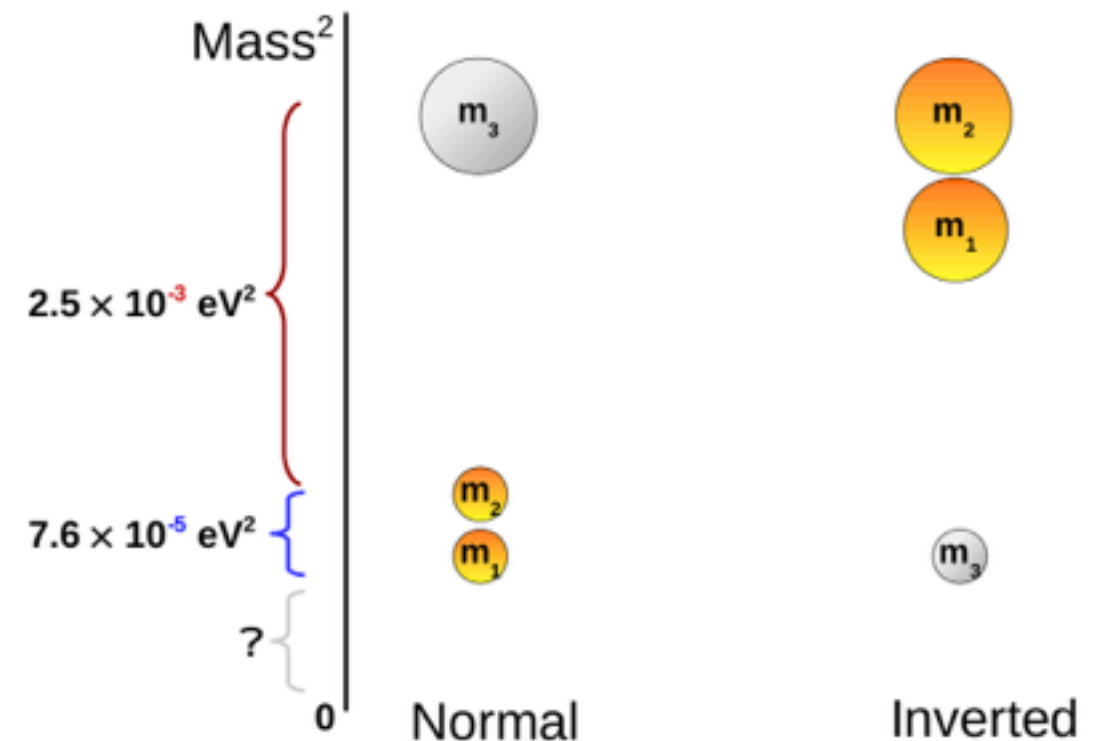 Mass²
m₃
m₂
m₁
2.5 × 10⁻³ eV²
m₂
7.6 × 10⁻⁵ eV²
m₁
m₃
?
0
Normal
Inverted